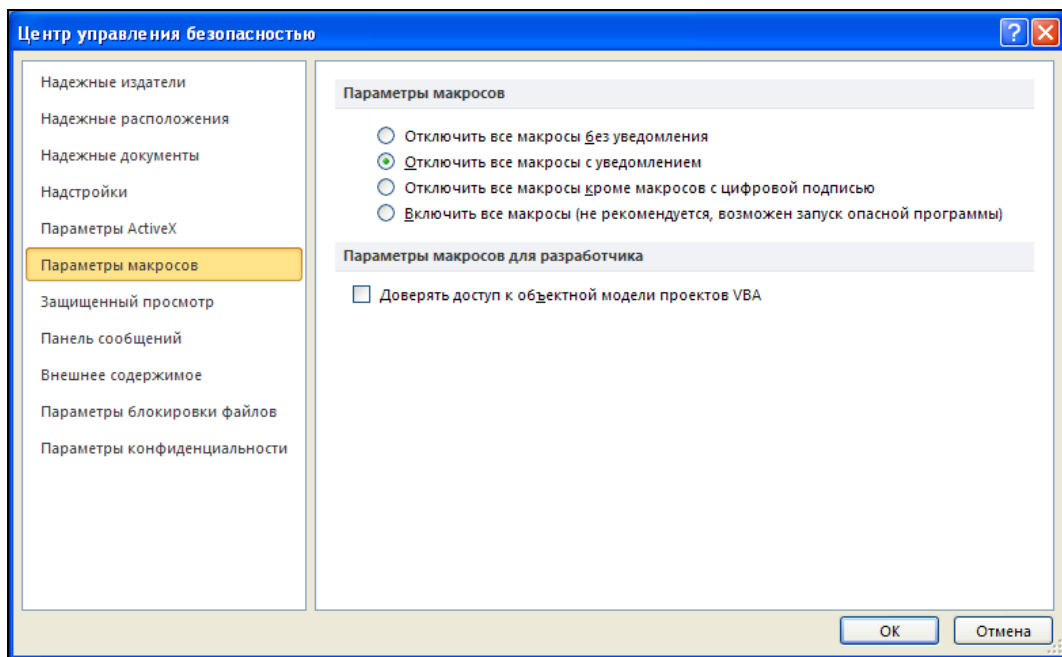 Центр управления безопасностью
Надежные издатели
Надежные расположения
Надежные документы
Надстройки
Параметры ActiveX
Параметры макросов
Защищенный просмотр
Панель сообщений
Внешнее содержимое
Параметры блокировки файлов
Параметры конфиденциальности
Параметры макросов
Отключить все макросы без уведомления
Отключить все макросы с уведомлением
Отключить все макросы кроме макросов с цифровой подписью
Включить все макросы (не рекомендуется, возможен запуск опасной программы)
Параметры макросов для разработчика
Доверять доступ к объектной модели проектов VBA
ОК
Отмена